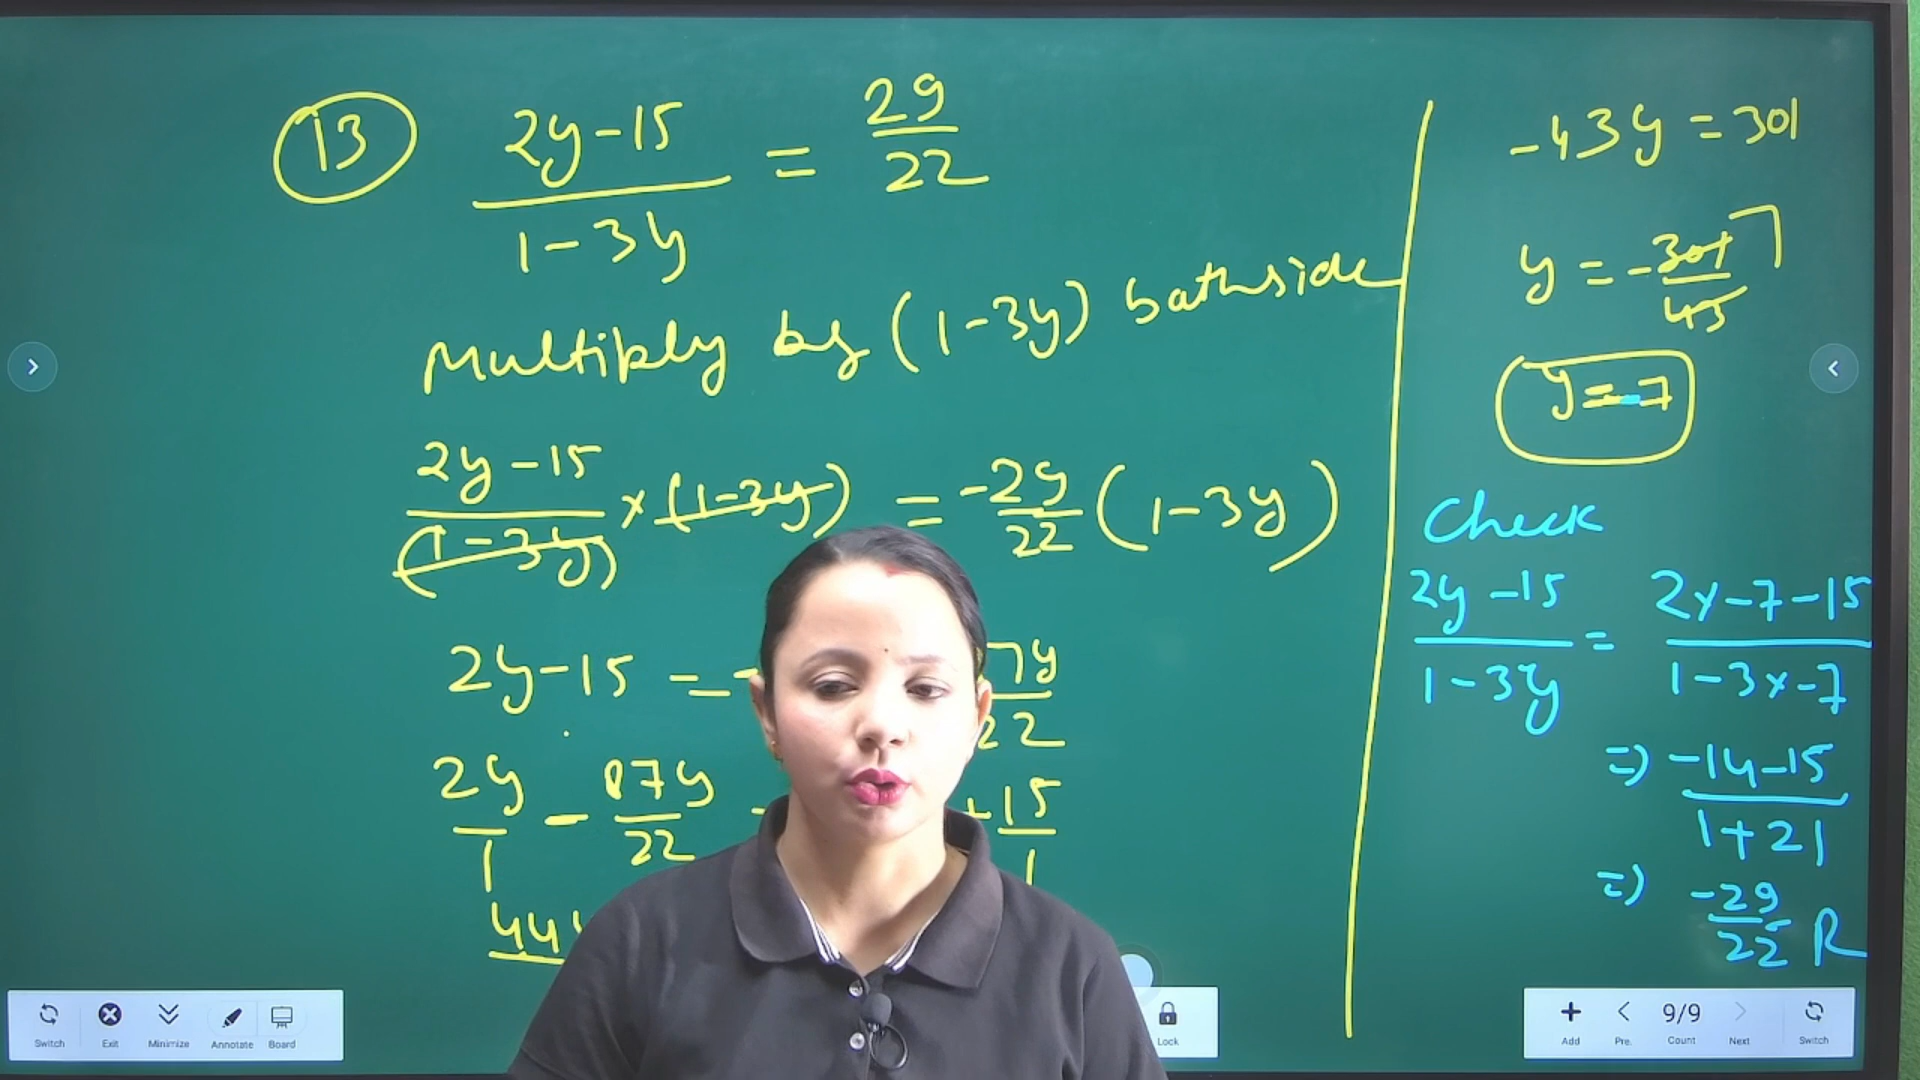 13
2y-15 / 1-3y = 29 / 22
Multiply by (1-3y) bothside
2y-15 / (1-3y) × (1-3y) = -29 / 22 (1-3y)
2y-15 = - 7y / 22
2y / 1 - 87y / 22 +15 / 1
44y
-43y = 301
y = -301 / 43 7
y = -7
Check
2y-15 / 1-3y = 2×-7-15 / 1-3×-7
=) -14-15 / 1+21
=) -29 / 22 R
Switch Exit Minimize Annotate Board
Lock
9/9
Add Pre. Count Next Switch